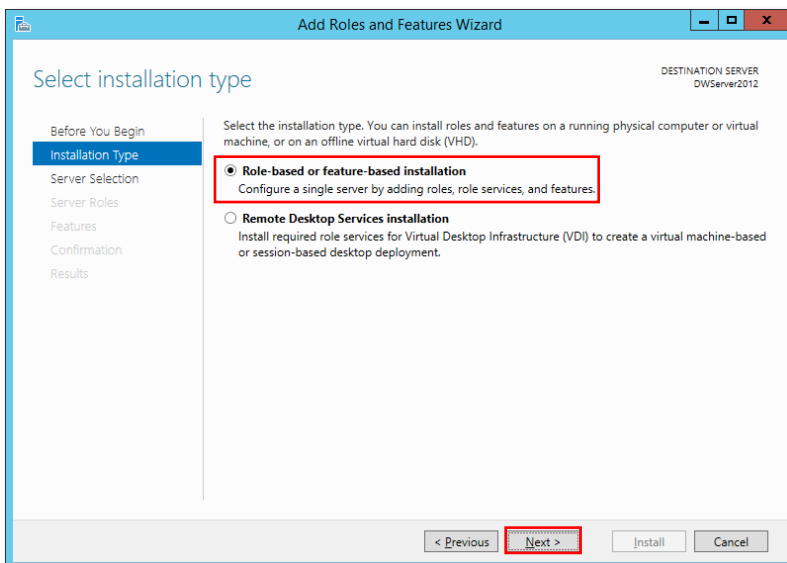 Add Roles and Features Wizard
Select installation type
DESTINATION SERVER
DWServer2012
Before You Begin
Installation Type
Server Selection
Server Roles
Features
Confirmation
Results
Select the installation type. You can install roles and features on a running physical computer or virtual
machine, or on an offline virtual hard disk (VHD).
Role-based or feature-based installation
Configure a single server by adding roles, role services, and features.
Remote Desktop Services installation
Install required role services for Virtual Desktop Infrastructure (VDI) to create a virtual machine-based
or session-based desktop deployment.
< Previous
Next >
Install
Cancel